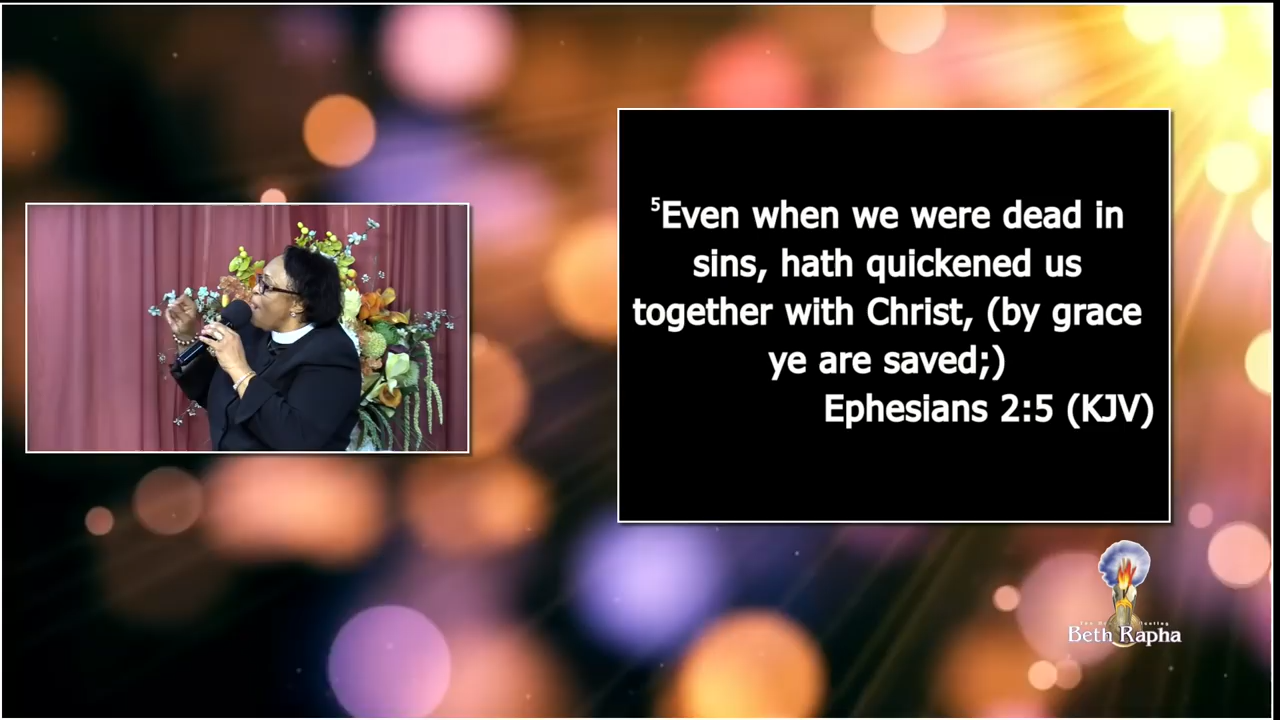 ⁵Even when we were dead in
sins, hath quickened us
together with Christ, (by grace
ye are saved;)
Ephesians 2:5 (KJV)
Beth Rapha